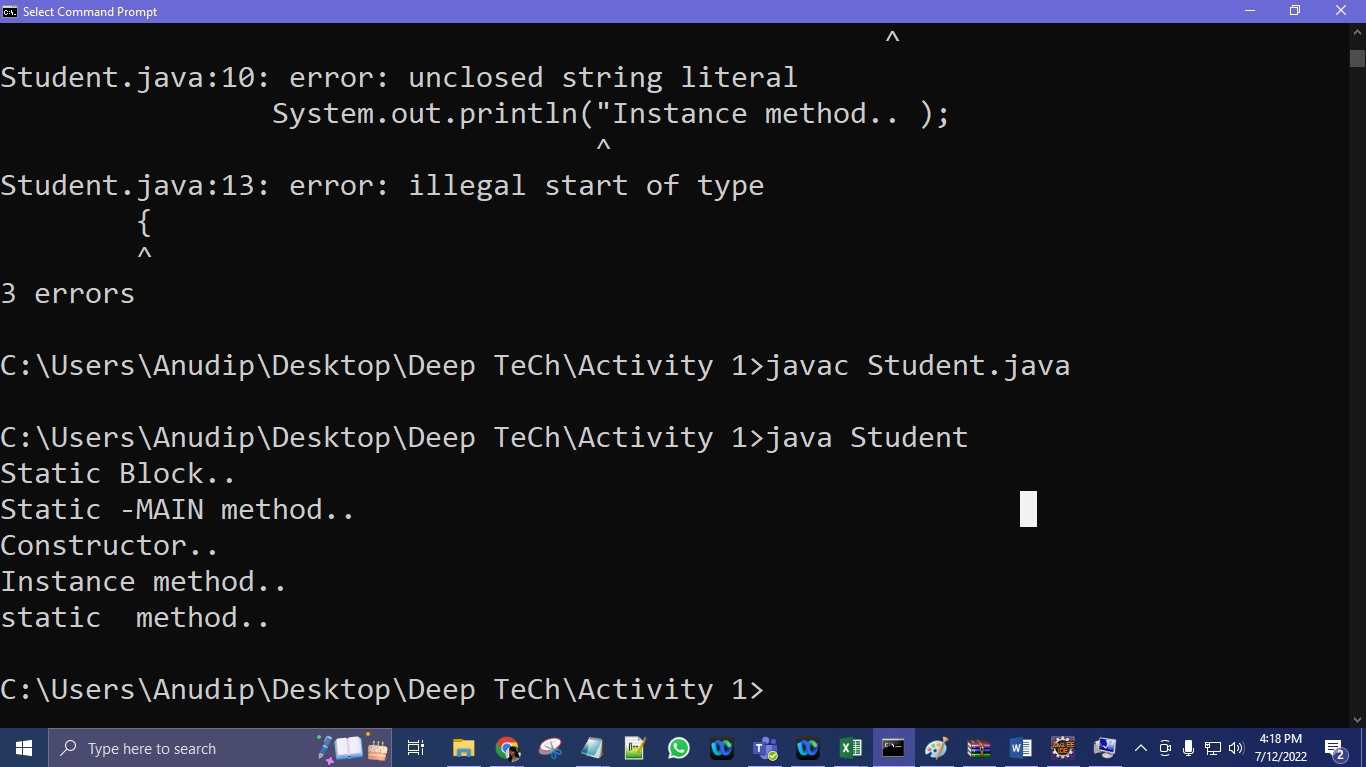 Select Command Prompt
^
Student.java:10: error: unclosed string literal
System.out.println("Instance method.. );
^
Student.java:13: error: illegal start of type
{
^
3 errors
C:\Users\Anudip\Desktop\Deep TeCh\Activity 1>javac Student.java
C:\Users\Anudip\Desktop\Deep TeCh\Activity 1>java Student
Static Block..
Static -MAIN method..
Constructor..
Instance method..
static  method..
C:\Users\Anudip\Desktop\Deep TeCh\Activity 1>
Type here to search
4:18 PM
7/12/2022
2